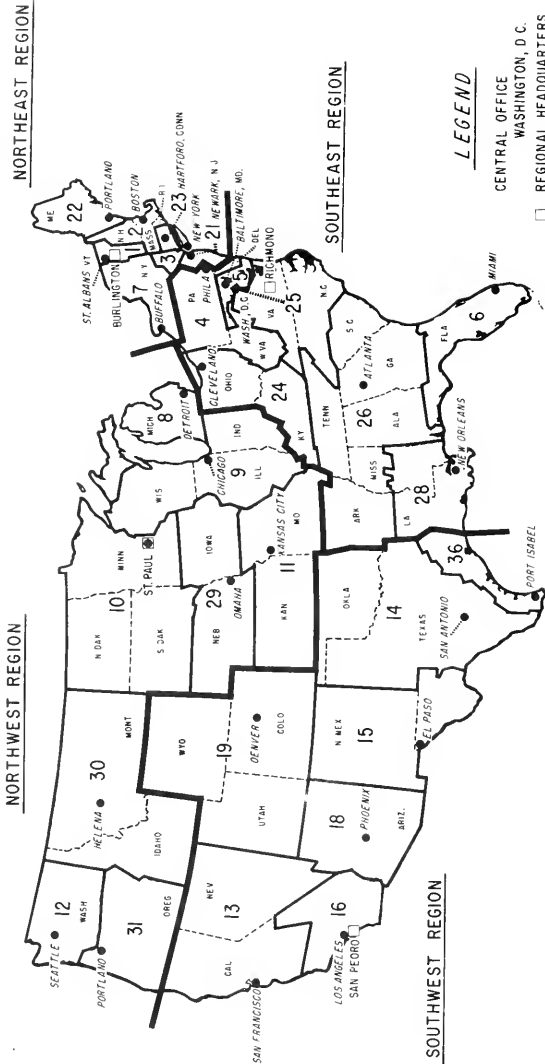 NORTHWEST REGION
NORTHEAST REGION
SOUTHEAST REGION
SOUTHWEST REGION
SEATTLE
12
WASH
PORTLAND
31
OREG
HELENA
30
MONT
IDAHO
N DAK
10
MINN
S DAK
ST. PAUL
WIS
MICH
8
DETROIT
29
NEB
OMAHA
IOWA
CHICAGO
9
ILL
IND
WYO
19
DENVER
COLO
UTAH
KAN
11
KANSAS CITY
MO
CAL
NEV
13
SAN FRANCISCO
16
LOS ANGELES
SAN PEDRO
18
PHOENIX
ARIZ.
N MEX
15
EL PASO
OKLA
14
TEXAS
SAN ANTONIO
36
PORT ISABEL
ARK
LA
28
NEW ORLEANS
MISS
26
ALA
TENN
KY
24
OHIO
CLEVELAND
W VA
VA
25
N.C.
S C
ATLANTA
GA
FLA
6
MIAMI
PA
4
PHILA
WASH, D.C.
5
DEL
RICHMOND
BALTIMORE, MD.
21 NEWARK, N J
NEW YORK
23 HARTFORD, CONN
3
R I
MASS
BOSTON
2
N H
1
PORTLAND
ME
22
ST. ALBANS VT
BURLINGTON
7
N Y
BUFFALO
LEGEND
CENTRAL OFFICE
WASHINGTON, D C.
REGIONAL HEADQUARTERS